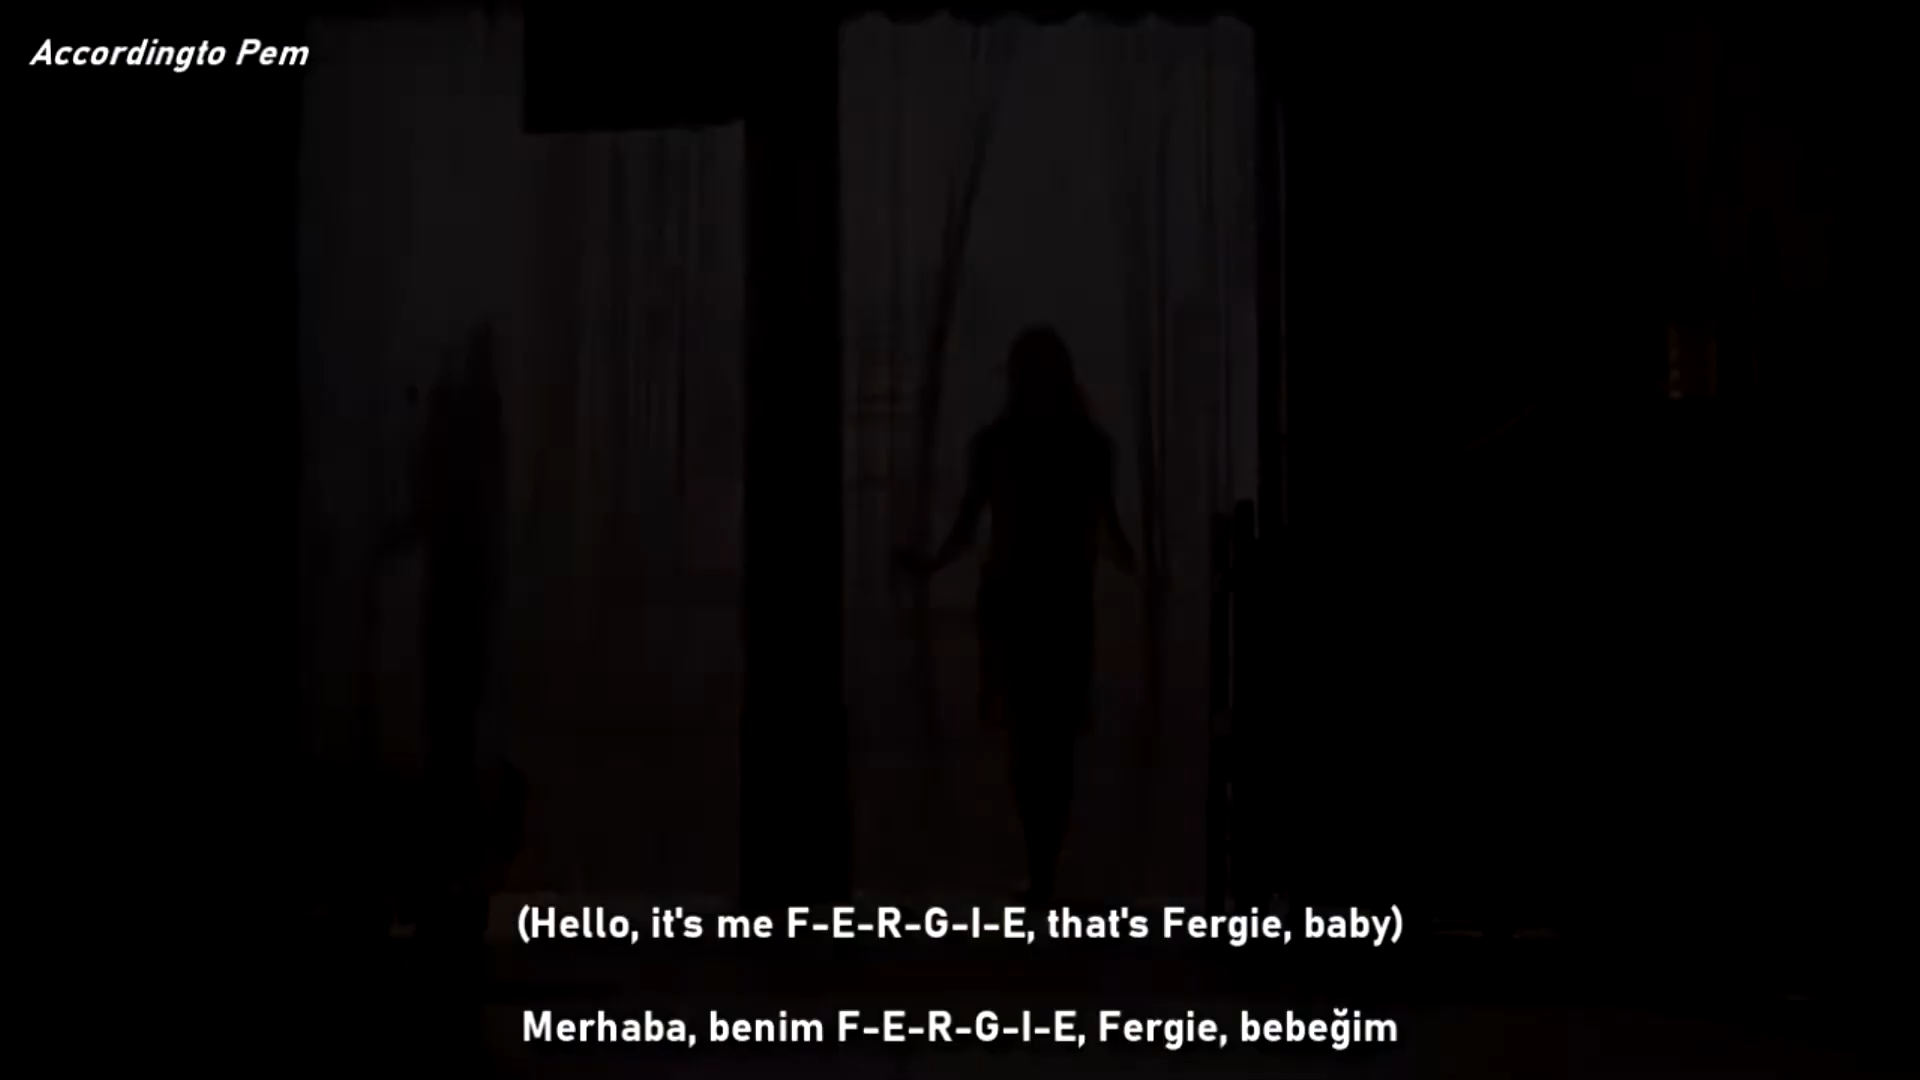 Accordingto Pem
(Hello, it's me F-E-R-G-I-E, that's Fergie, baby)
Merhaba, benim F-E-R-G-I-E, Fergie, bebeğim